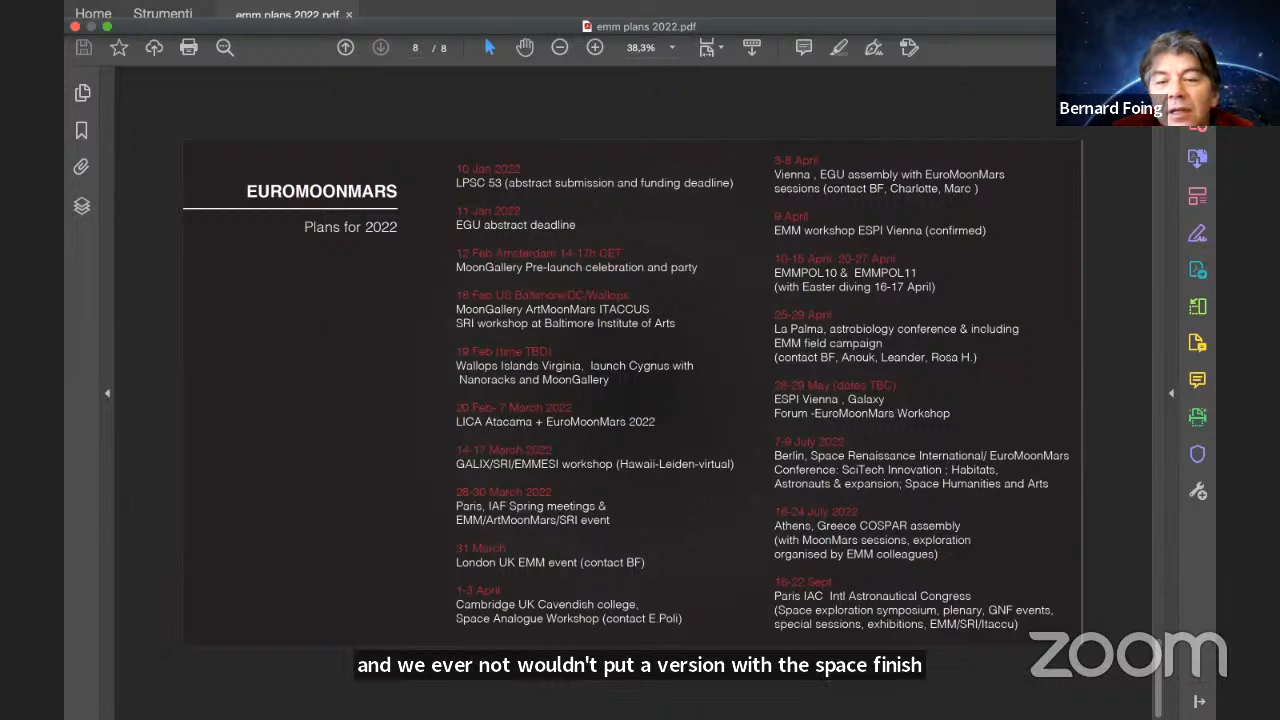 Home Strumenti emm plans 2022.pdf ×
emm plans 2022.pdf
8 / 8 38,3%
Bernard Foing
EUROMOONMARS
Plans for 2022
10 Jan 2022
LPSC 53 (abstract submission and funding deadline)
11 Jan 2022
EGU abstract deadline
12 Feb Amsterdam 14-17h CET
MoonGallery Pre-launch celebration and party
18 Feb US Baltimore/DC/Wallops
MoonGallery ArtMoonMars ITACCUS
SRI workshop at Baltimore Institute of Arts
19 Feb (time TBD)
Wallops Islands Virginia, launch Cygnus with
Nanoracks and MoonGallery
20 Feb- 7 March 2022
LICA Atacama + EuroMoonMars 2022
14-17 March 2022
GALIX/SRI/EMMESI workshop (Hawaii-Leiden-virtual)
28-30 March 2022
Paris, IAF Spring meetings &
EMM/ArtMoonMars/SRI event
31 March
London UK EMM event (contact BF)
1-3 April
Cambridge UK Cavendish college,
Space Analogue Workshop (contact E Poli)
3-8 April
Vienna , EGU assembly with EuroMoonMars
sessions (contact BF, Charlotte, Marc )
9 April
EMM workshop ESPI Vienna (confirmed)
10-15 April 20-27 April
EMMPOL10 & EMMPOL11
(with Easter diving 16-17 April)
25-29 April
La Palma, astrobiology conference & including
EMM field campaign
(contact BF, Anouk, Leander, Rosa H.)
28-29 May (dates TBC)
ESPI Vienna , Galaxy
Forum -EuroMoonMars Workshop
7-9 July 2022
Berlin, Space Renaissance International/ EuroMoonMars
Conference: SciTech Innovation ; Habitats,
Astronauts & expansion; Space Humanities and Arts
16-24 July 2022
Athens, Greece COSPAR assembly
(with MoonMars sessions, exploration
organised by EMM colleagues)
18-22 Sept
Paris IAC Intl Astronautical Congress
(Space exploration symposium, plenary, GNF events,
special sessions, exhibitions, EMM/SRI/Itaccu)
zoom
and we ever not wouldn't put a version with the space finish